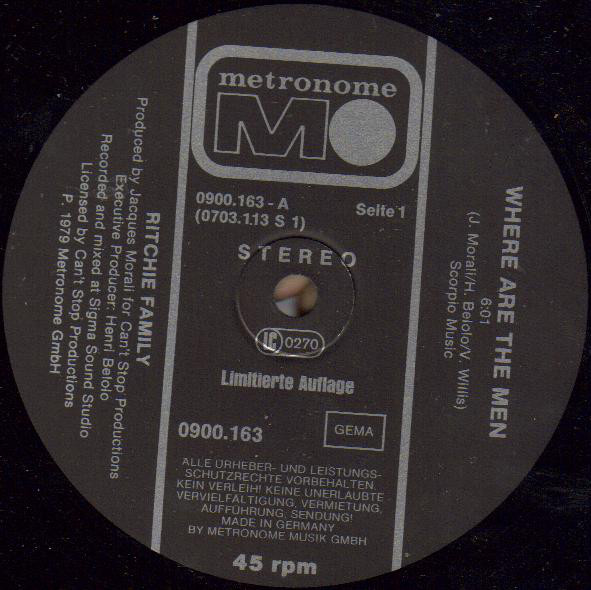 metronome
MO
0900.163 - A
(0703.113 S 1)
Seite 1
STEREO
LC 0270
Limitierte Auflage
0900.163
GEMA
ALLE URHEBER- UND LEISTUNGS-
SCHUTZRECHTE VORBEHALTEN.
KEIN VERLEIH! KEINE UNERLAUBTE
VERVIELFÄLTIGUNG, VERMIETUNG,
AUFFÜHRUNG, SENDUNG!
MADE IN GERMANY
BY METRONOME MUSIK GMBH
45 rpm
WHERE ARE THE MEN
6:01
(J. Morali/H. Belolo/V. Willis)
Scorpio Music
RITCHIE FAMILY
Produced by Jacques Morali for Can't Stop Productions
Executive Producer: Henri Belolo
Recorded and mixed at Sigma Sound Studio
Licensed by Can't Stop Productions
P. 1979 Metronome GmbH